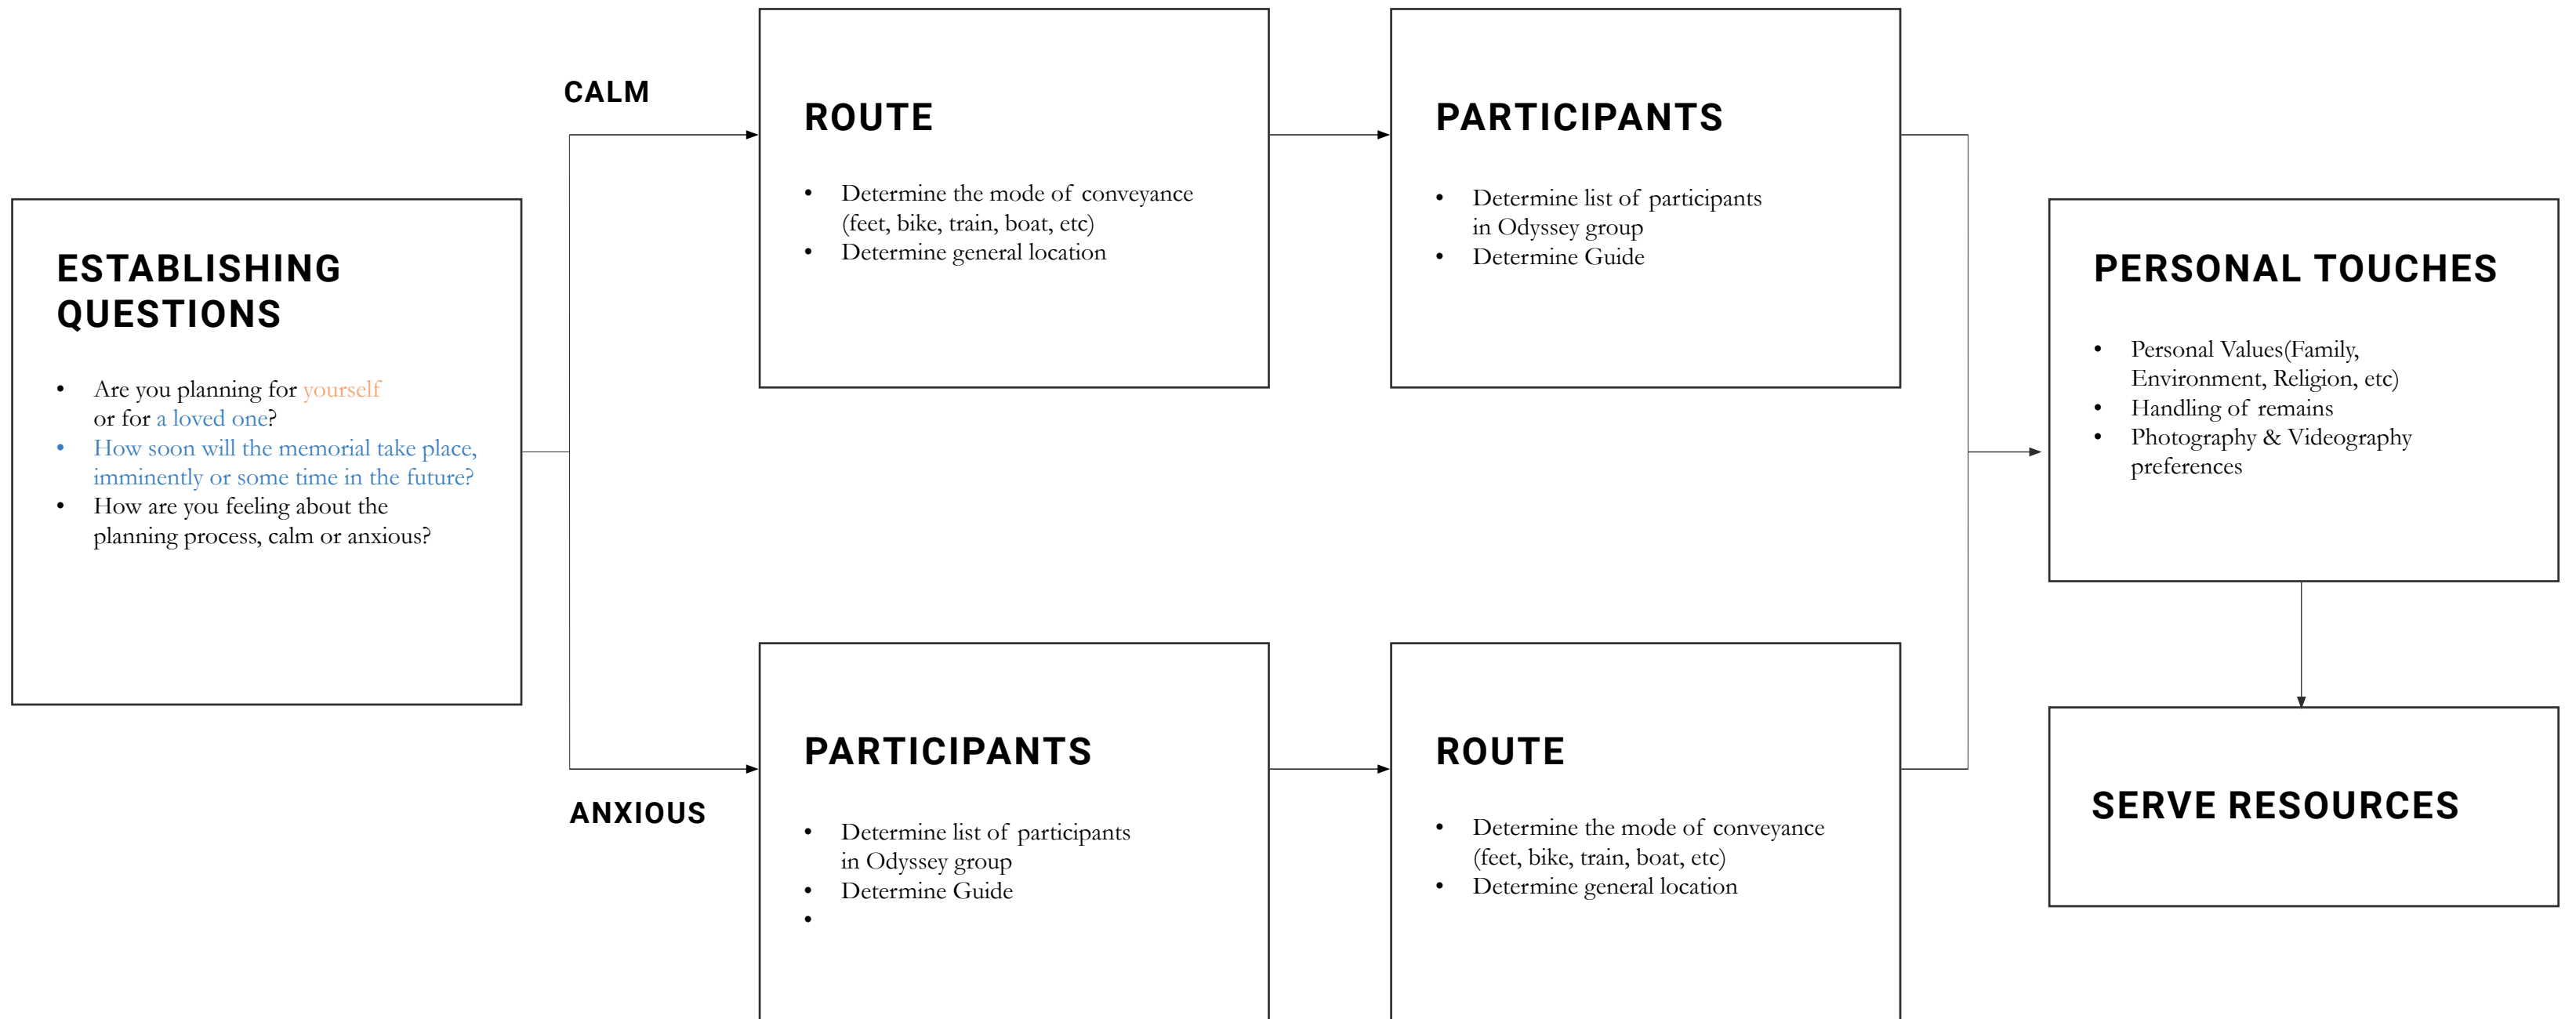 ESTABLISHING
QUESTIONS
• Are you planning for yourself
or for a loved one?
• How soon will the memorial take place,
imminently or some time in the future?
• How are you feeling about the
planning process, calm or anxious?
CALM
ROUTE
• Determine the mode of conveyance
(feet, bike, train, boat, etc)
• Determine general location
PARTICIPANTS
• Determine list of participants
in Odyssey group
• Determine Guide
ANXIOUS
PARTICIPANTS
• Determine list of participants
in Odyssey group
• Determine Guide
•
ROUTE
• Determine the mode of conveyance
(feet, bike, train, boat, etc)
• Determine general location
PERSONAL TOUCHES
• Personal Values(Family,
Environment, Religion, etc)
• Handling of remains
• Photography & Videography
preferences
SERVE RESOURCES